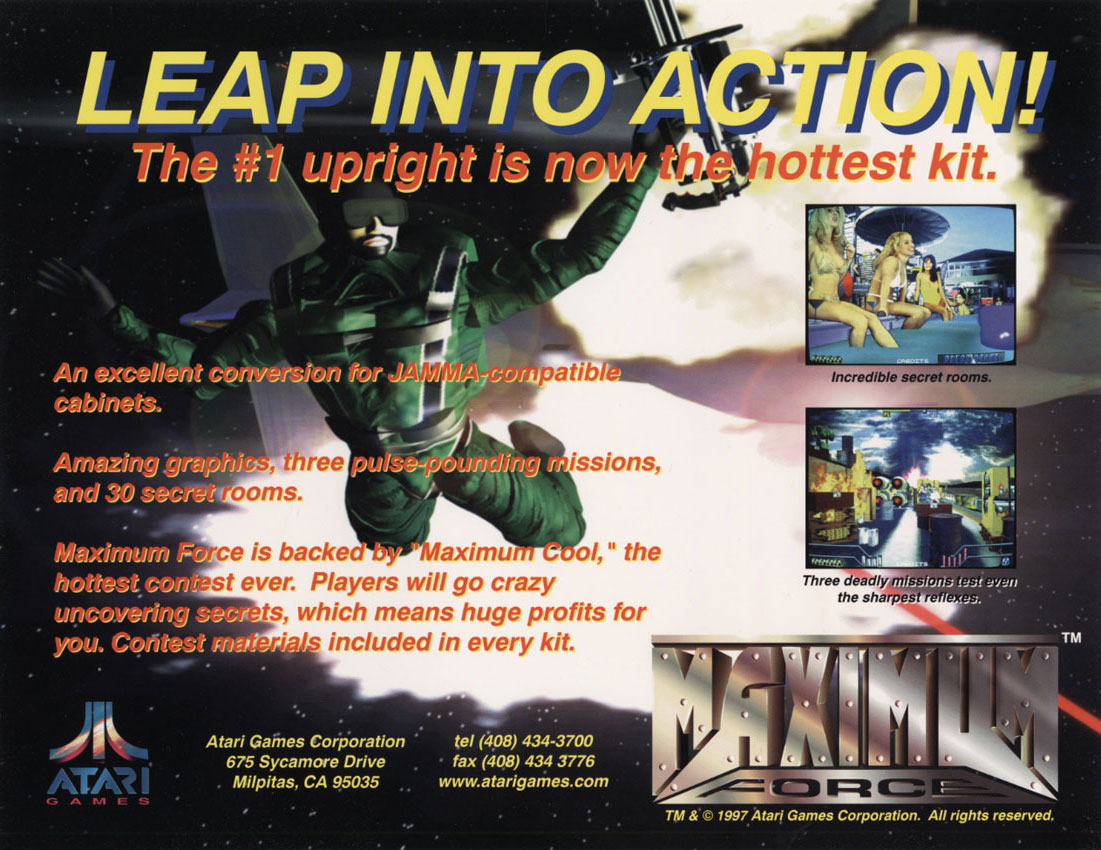 LEAP INTO ACTION!
The #1 upright is now the hottest kit.
An excellent conversion for JAMMA-compatible
cabinets.
Amazing graphics, three pulse-pounding missions,
and 30 secret rooms.
Maximum Force is backed by "Maximum Cool," the
hottest contest ever. Players will go crazy
uncovering secrets, which means huge profits for
you. Contest materials included in every kit.
CREDITS
Incredible secret rooms.
CREDITS
Three deadly missions test even
the sharpest reflexes.
ATARI
GAMES
Atari Games Corporation
675 Sycamore Drive
Milpitas, CA 95035
tel (408) 434-3700
fax (408) 434 3776
www.atarigames.com
MAXIMUM TM
FORCE
TM & © 1997 Atari Games Corporation. All rights reserved.